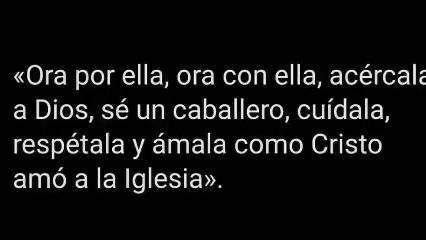 «Ora por ella, ora con ella, acércala
a Dios, sé un caballero, cuídala,
respétala y ámala como Cristo
amó a la Iglesia».